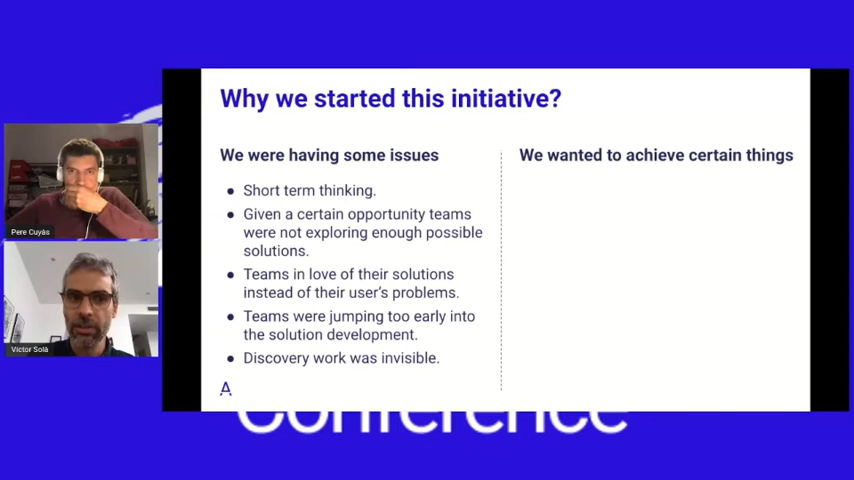 Why we started this initiative?
We were having some issues
We wanted to achieve certain things
● Short term thinking.
● Given a certain opportunity teams
were not exploring enough possible
solutions.
● Teams in love of their solutions
instead of their user's problems.
● Teams were jumping too early into
the solution development.
● Discovery work was invisible.
A
Pere Cuyàs
Víctor Solà
Conference